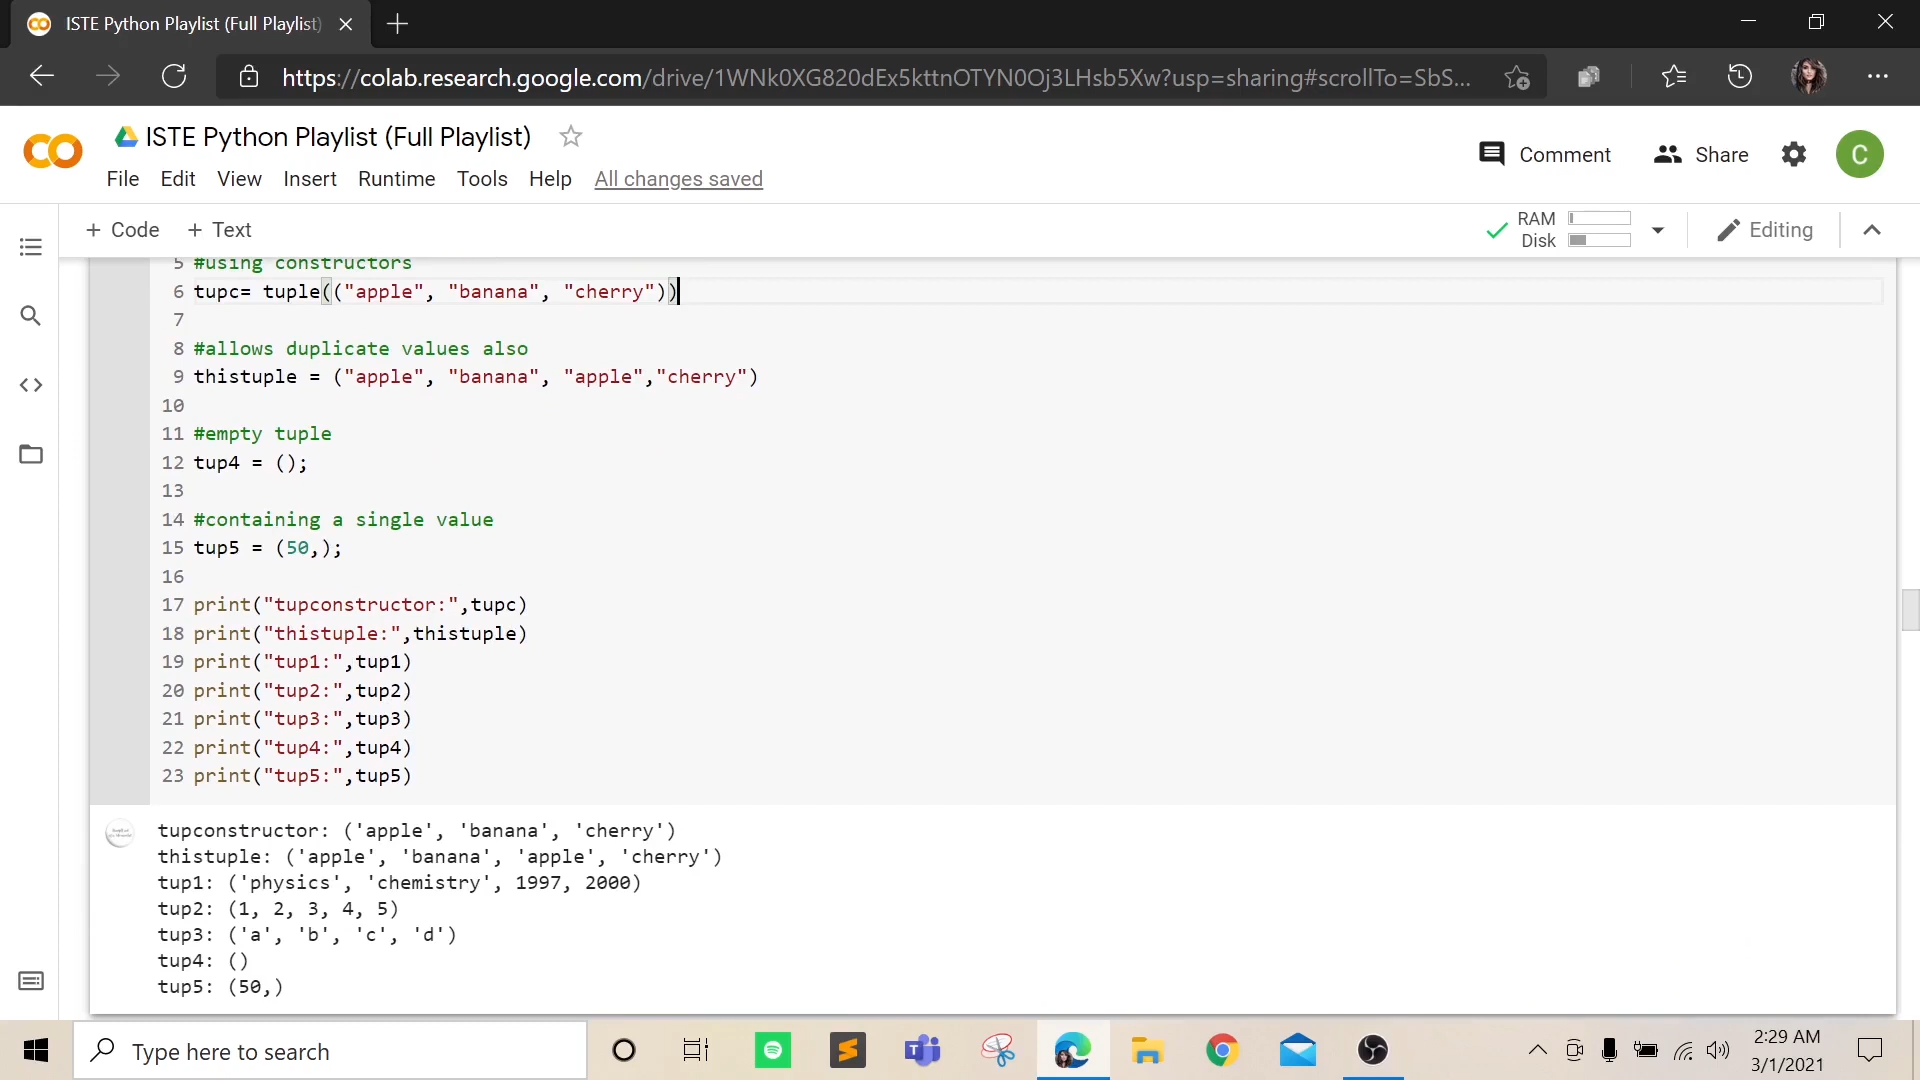 ISTE Python Playlist (Full Playlist)
https://colab.research.google.com/drive/1WNk0XG820dEx5kttnOTYN0Oj3LHsb5Xw?usp=sharing#scrollTo=SbS...
ISTE Python Playlist (Full Playlist)
Comment
Share
C
File Edit View Insert Runtime Tools Help All changes saved
+ Code + Text
RAM
Disk
Editing
5 #using constructors
6 tupc= tuple(("apple", "banana", "cherry"))
7
8 #allows duplicate values also
9 thistuple = ("apple", "banana", "apple","cherry")
10
11 #empty tuple
12 tup4 = ();
13
14 #containing a single value
15 tup5 = (50,);
16
17 print("tupconstructor:",tupc)
18 print("thistuple:",thistuple)
19 print("tup1:",tup1)
20 print("tup2:",tup2)
21 print("tup3:",tup3)
22 print("tup4:",tup4)
23 print("tup5:",tup5)
tupconstructor: ('apple', 'banana', 'cherry')
thistuple: ('apple', 'banana', 'apple', 'cherry')
tup1: ('physics', 'chemistry', 1997, 2000)
tup2: (1, 2, 3, 4, 5)
tup3: ('a', 'b', 'c', 'd')
tup4: ()
tup5: (50,)
Type here to search
2:29 AM
3/1/2021